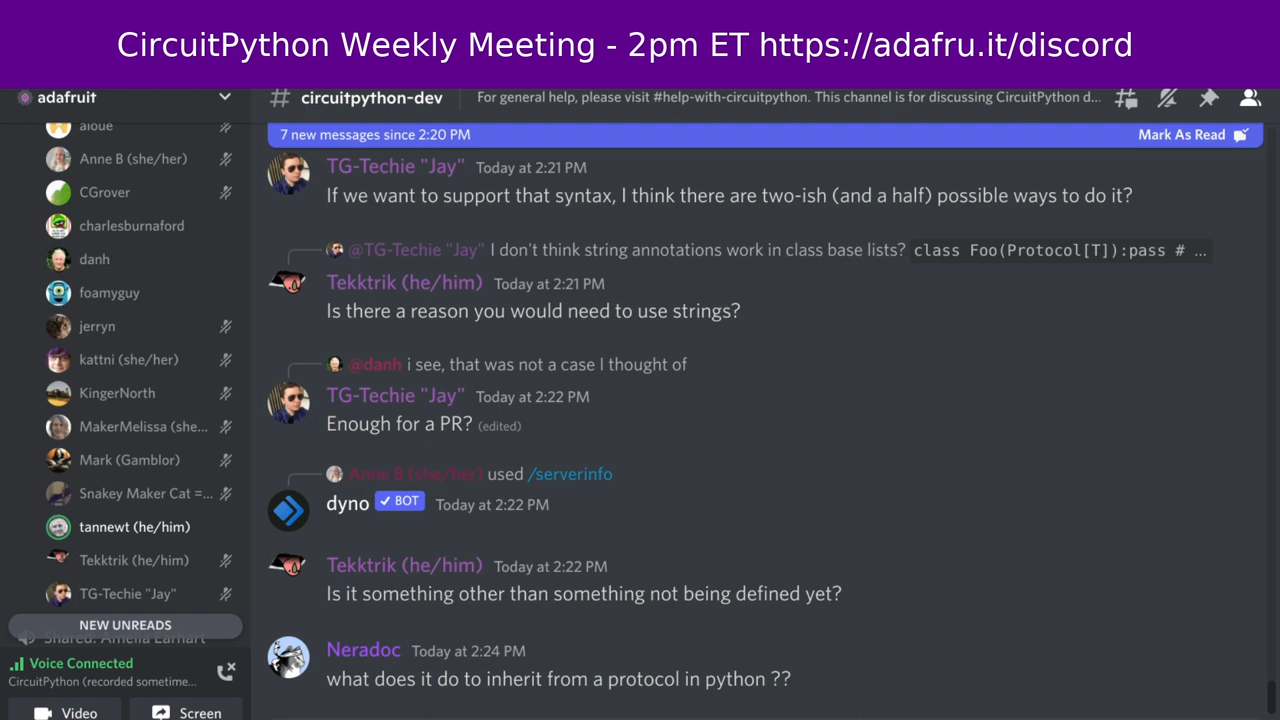 CircuitPython Weekly Meeting - 2pm ET https://adafru.it/discord
adafruit
aloue
Anne B (she/her)
CGrover
charlesburnaford
danh
foamyguy
jerryn
kattni (she/her)
KingerNorth
MakerMelissa (she...
Mark (Gamblor)
Snakey Maker Cat =...
tannewt (he/him)
Tekktrik (he/him)
TG-Techie "Jay"
NEW UNREADS
Shared: Amelia Earhart
Voice Connected
CircuitPython (recorded sometime...
Video
Screen
# circuitpython-dev
For general help, please visit #help-with-circuitpython. This channel is for discussing CircuitPython d...
7 new messages since 2:20 PM
Mark As Read
TG-Techie "Jay" Today at 2:21 PM
If we want to support that syntax, I think there are two-ish (and a half) possible ways to do it?
@TG-Techie "Jay" I don't think string annotations work in class base lists? class Foo(Protocol[T]):pass # ...
Tekktrik (he/him) Today at 2:21 PM
Is there a reason you would need to use strings?
@danh i see, that was not a case I thought of
TG-Techie "Jay" Today at 2:22 PM
Enough for a PR? (edited)
Anne B (she/her) used /serverinfo
dyno BOT Today at 2:22 PM
Tekktrik (he/him) Today at 2:22 PM
Is it something other than something not being defined yet?
Neradoc Today at 2:24 PM
what does it do to inherit from a protocol in python ??